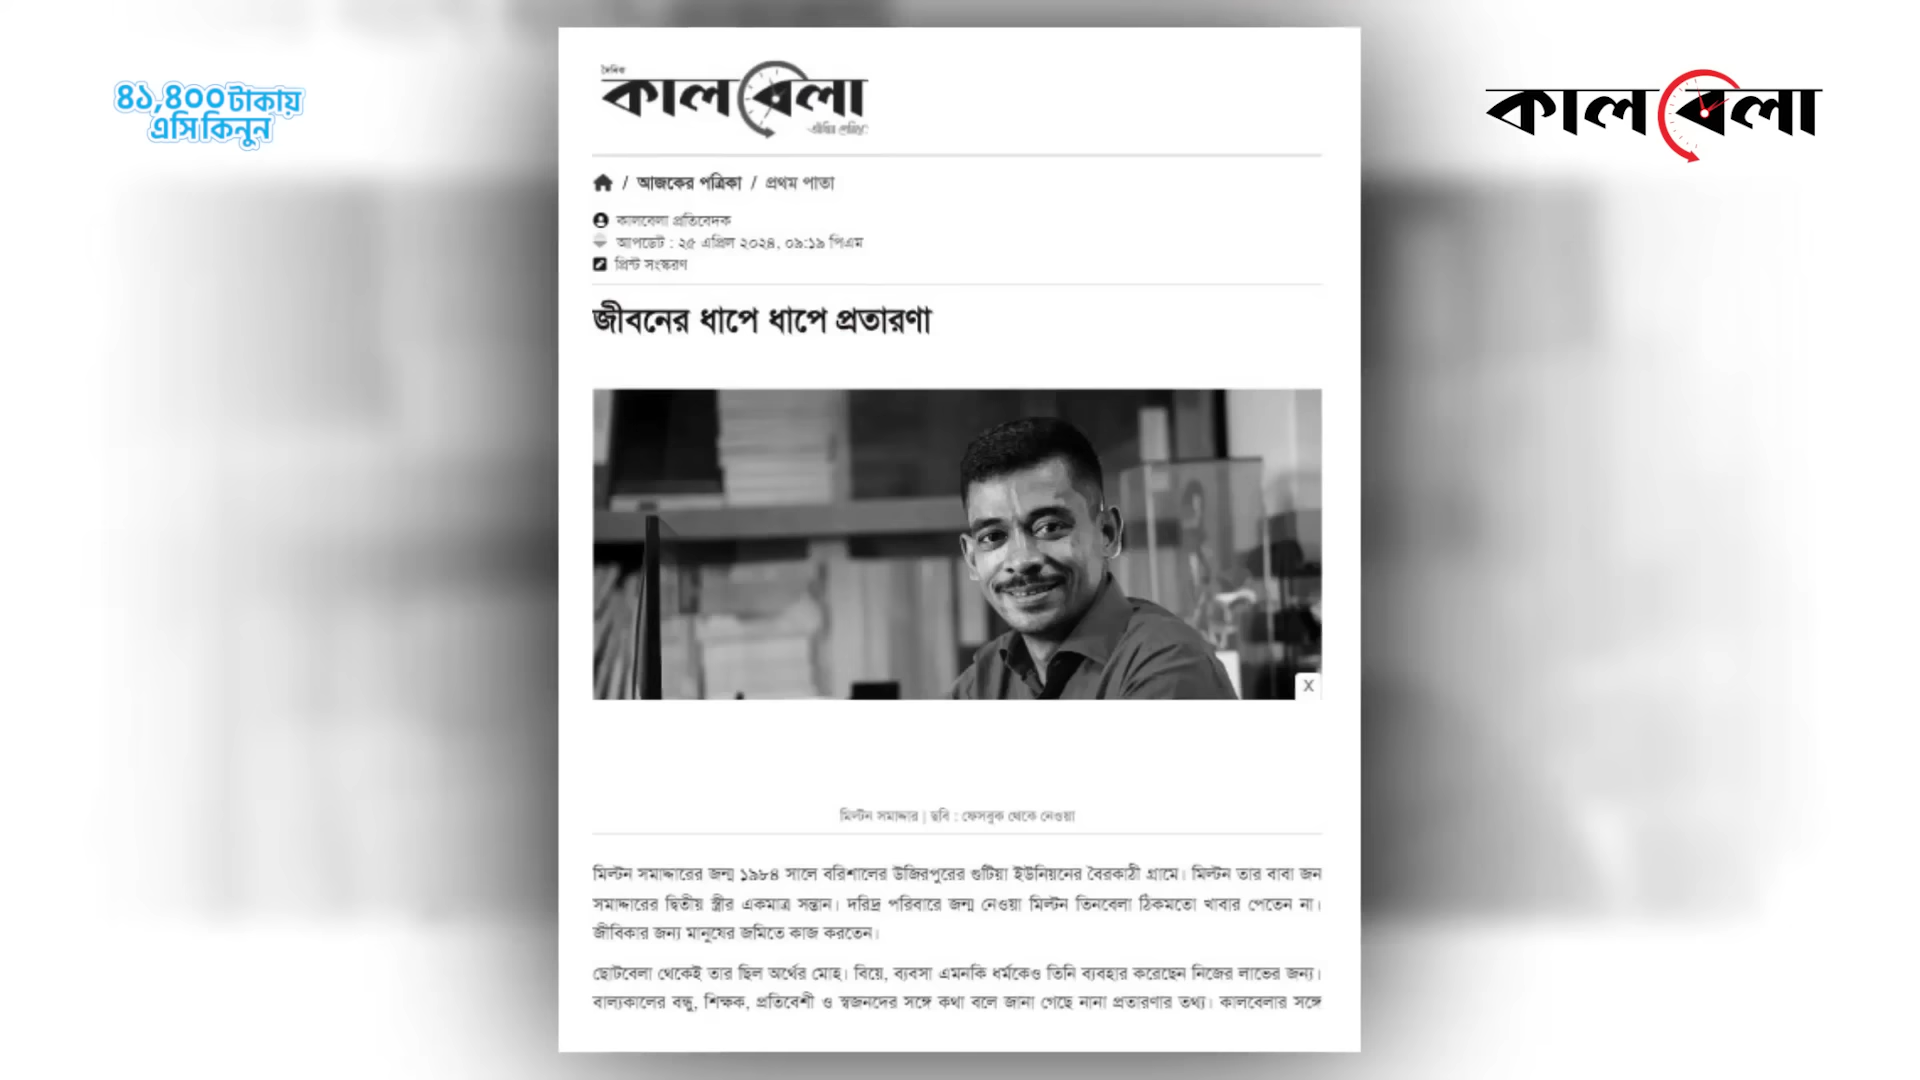 ৪১,৪০০ টাকায়
এসি কিনুন
কালবেলা
দৈনিক
কালবেলা
/ আজকের পত্রিকা / প্রথম পাতা
কালবেলা প্রতিবেদক
আপডেট : ২৫ এপ্রিল ২০২৪, ০৯:১৯ পিএম
প্রিন্ট সংস্করণ
জীবনের ধাপে ধাপে প্রতারণা
X
মিল্টন সমাদ্দার | ছবি : ফেসবুক থেকে নেওয়া
মিল্টন সমাদ্দারের জন্ম ১৯৮৪ সালে বরিশালের উজিরপুরের গুটিয়া ইউনিয়নের বৈরকাঠী গ্রামে। মিল্টন তার বাবা জন
সমাদ্দারের দ্বিতীয় স্ত্রীর একমাত্র সন্তান। দরিদ্র পরিবারে জন্ম নেওয়া মিল্টন তিনবেলা ঠিকমতো খাবার পেতেন না।
জীবিকার জন্য মানুষের জমিতে কাজ করতেন।
ছোটবেলা থেকেই তার ছিল অর্থের মোহ। বিয়ে, ব্যবসা এমনকি ধর্মকেও তিনি ব্যবহার করেছেন নিজের লাভের জন্য।
বাল্যকালের বন্ধু, শিক্ষক, প্রতিবেশী ও স্বজনদের সঙ্গে কথা বলে জানা গেছে নানা প্রতারণার তথ্য। কালবেলার সঙ্গে